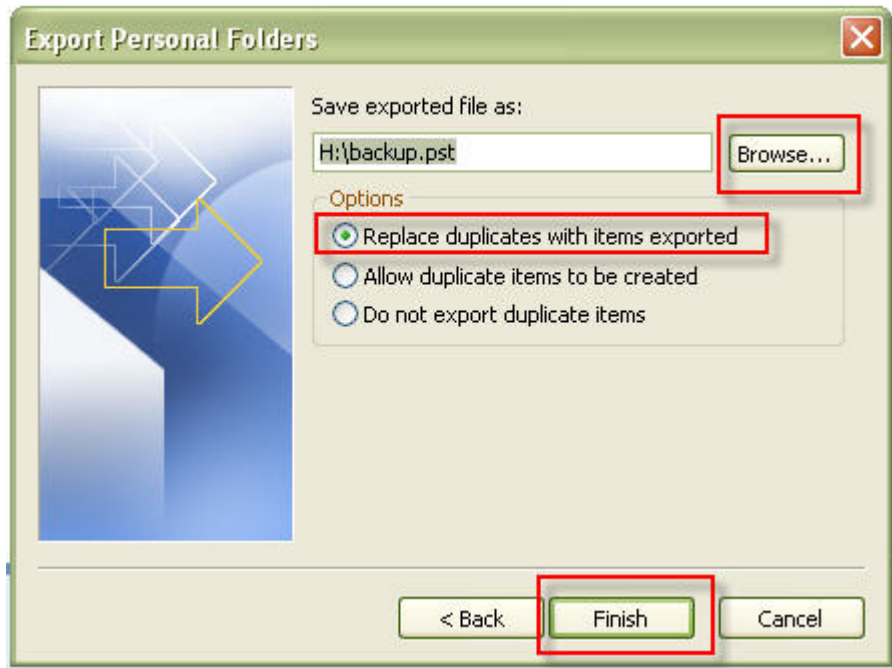 Export Personal Folders
Save exported file as:
H:\backup.pst
Browse...
Options
Replace duplicates with items exported
Allow duplicate items to be created
Do not export duplicate items
< Back
Finish
Cancel